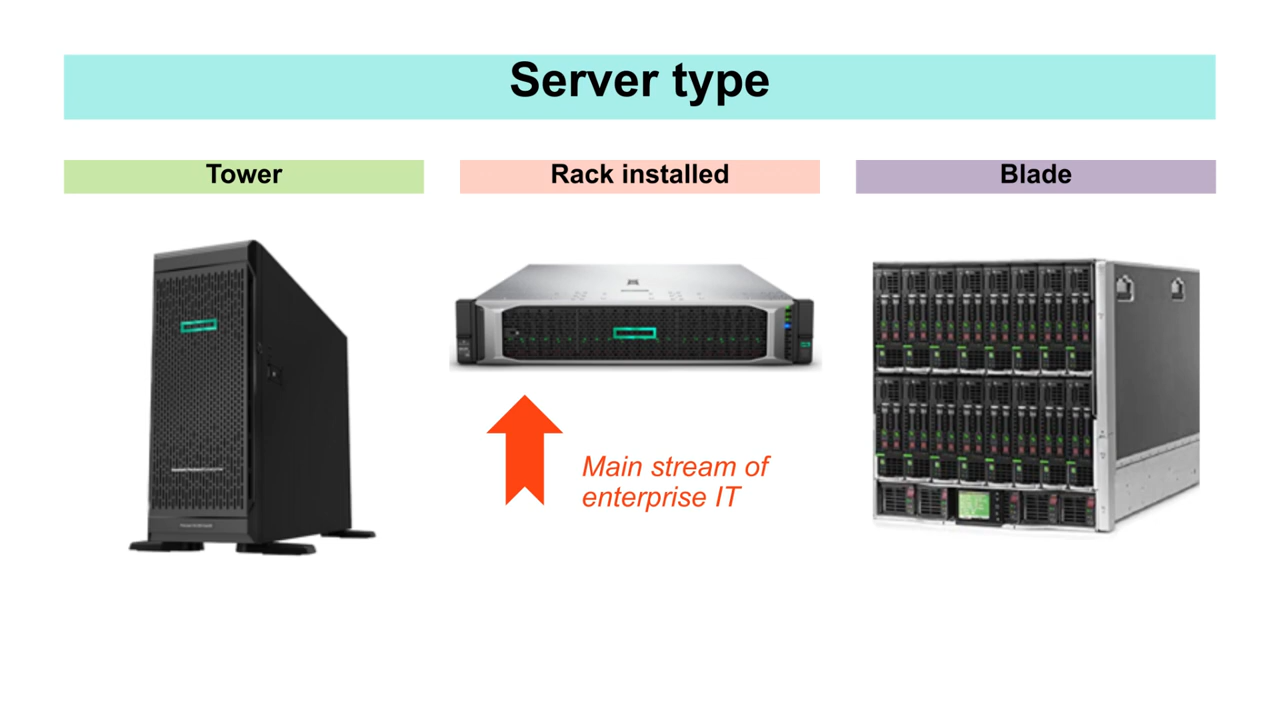 Server type
Tower
Rack installed
Blade
Main stream of
enterprise IT